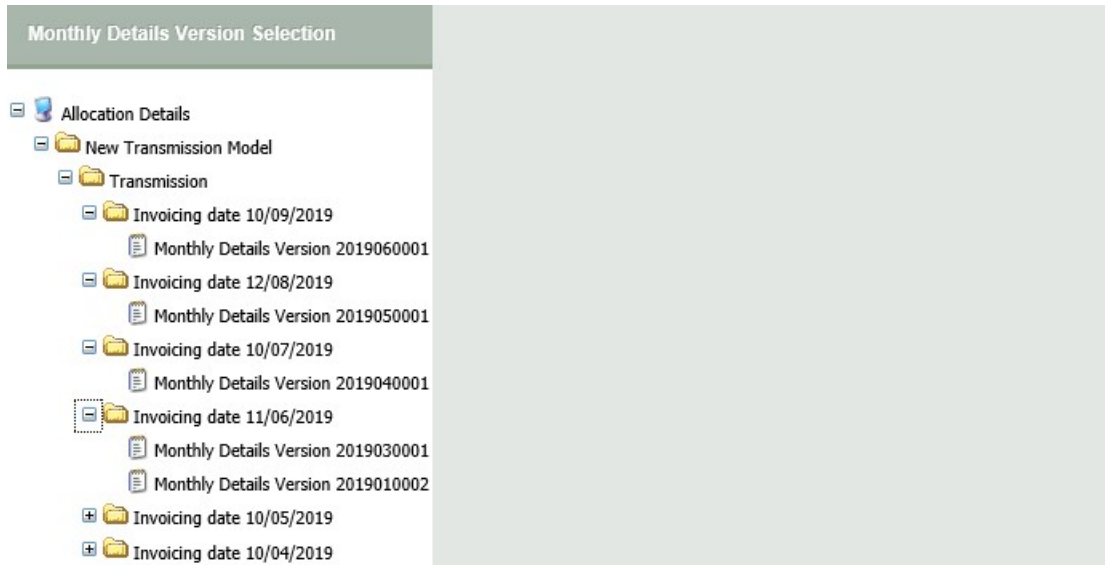 Monthly Details Version Selection
Allocation Details
New Transmission Model
Transmission
Invoicing date 10/09/2019
Monthly Details Version 2019060001
Invoicing date 12/08/2019
Monthly Details Version 2019050001
Invoicing date 10/07/2019
Monthly Details Version 2019040001
Invoicing date 11/06/2019
Monthly Details Version 2019030001
Monthly Details Version 2019010002
Invoicing date 10/05/2019
Invoicing date 10/04/2019